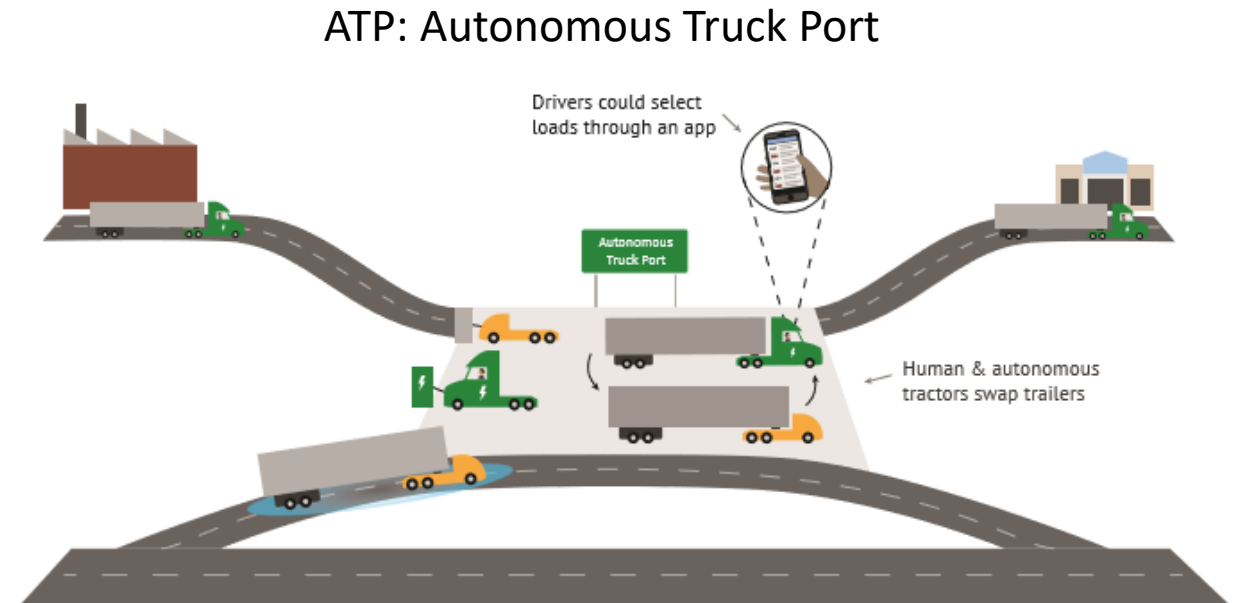 ATP: Autonomous Truck Port
Drivers could select
loads through an app
Autonomous
Truck Port
Human & autonomous
tractors swap trailers